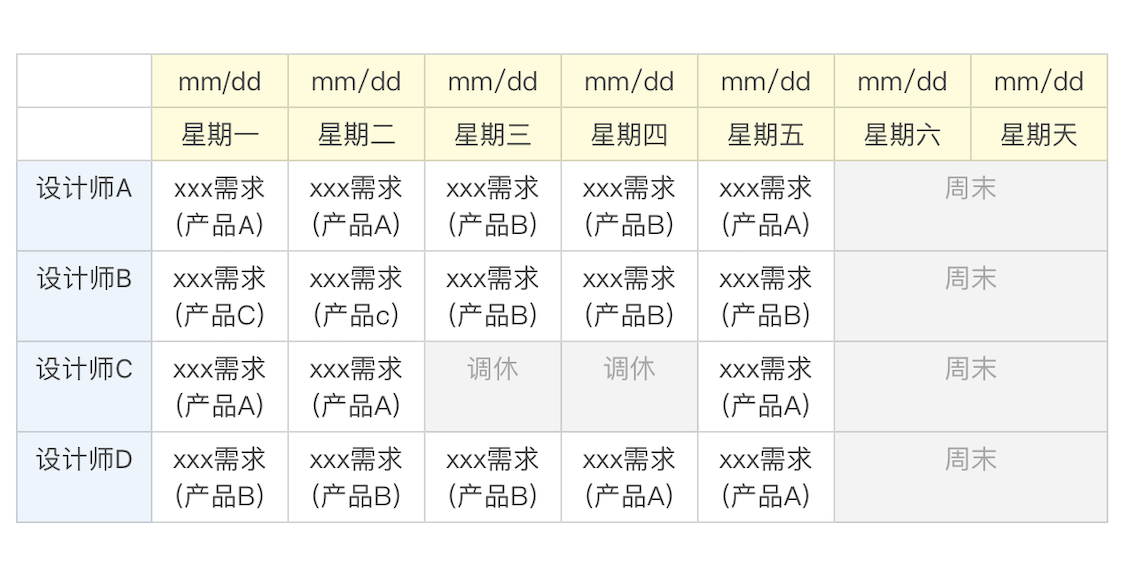 mm/dd mm/dd mm/dd mm/dd mm/dd mm/dd mm/dd
星期一 星期二 星期三 星期四 星期五 星期六 星期天
设计师A xxx需求 xxx需求 xxx需求 xxx需求 xxx需求 周末
(产品A) (产品A) (产品B) (产品B) (产品A)
设计师B xxx需求 xxx需求 xxx需求 xxx需求 xxx需求 周末
(产品C) (产品c) (产品B) (产品B) (产品B)
设计师C xxx需求 xxx需求 调休 调休 xxx需求 周末
(产品A) (产品A) (产品A)
设计师D xxx需求 xxx需求 xxx需求 xxx需求 xxx需求 周末
(产品B) (产品B) (产品B) (产品A) (产品A)